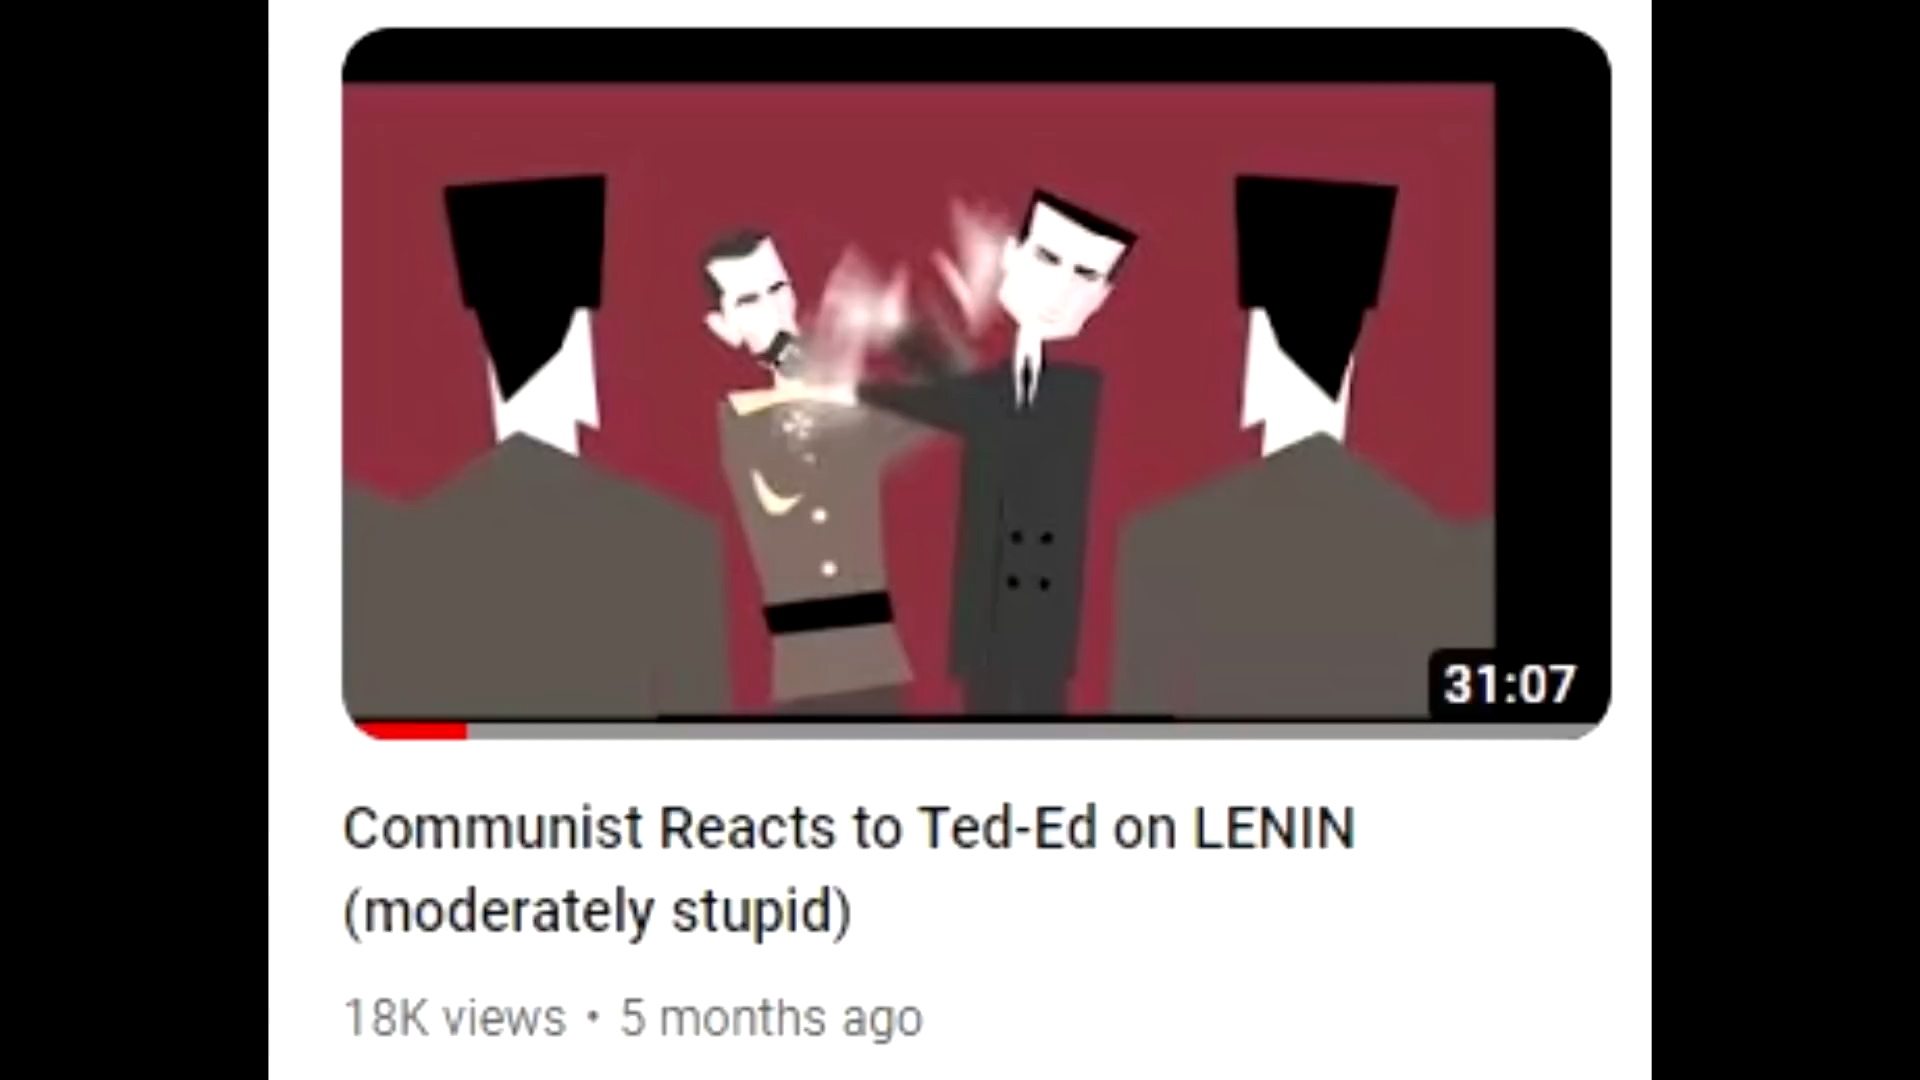 31:07
Communist Reacts to Ted-Ed on LENIN
(moderately stupid)
18K views • 5 months ago